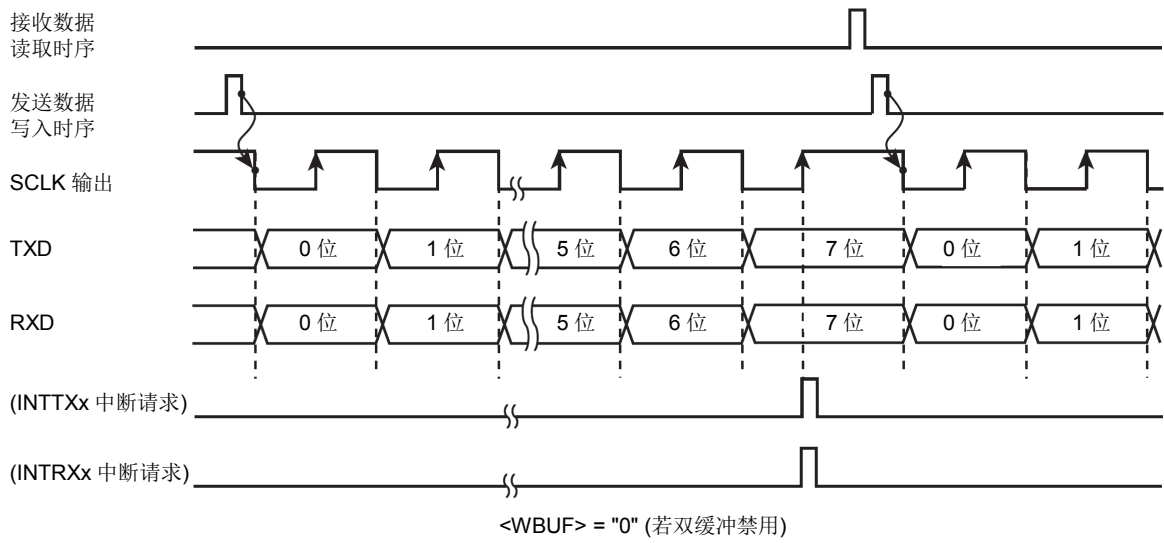 接收数据
读取时序
发送数据
写入时序
SCLK 输出
TXD
0 位
1 位
5 位
6 位
7 位
0 位
1 位
RXD
0 位
1 位
5 位
6 位
7 位
0 位
1 位
(INTTXx 中断请求)
(INTRXx 中断请求)
<WBUF> = "0" (若双缓冲禁用)